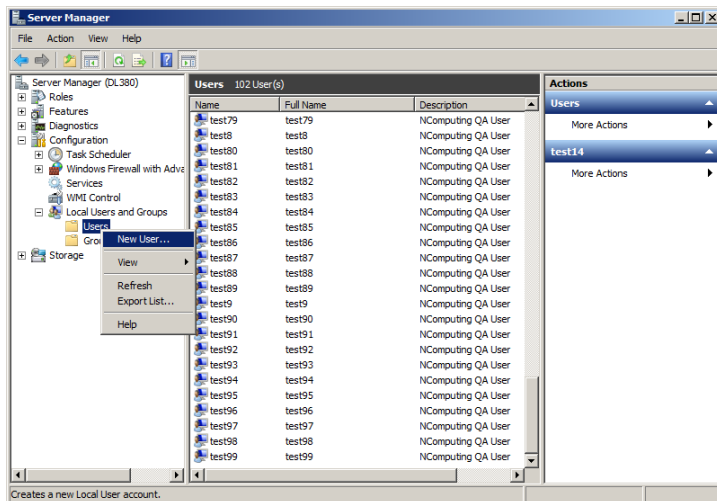 Server Manager
File Action View Help
Server Manager (DL380)
Roles
Features
Diagnostics
Configuration
Task Scheduler
Windows Firewall with Adva
Services
WMI Control
Local Users and Groups
Users
Gro
Storage
New User...
View
Refresh
Export List...
Help
Users 102 User(s)
Name Full Name Description
test79 test79 NComputing QA User
test8 test8 NComputing QA User
test80 test80 NComputing QA User
test81 test81 NComputing QA User
test82 test82 NComputing QA User
test83 test83 NComputing QA User
test84 test84 NComputing QA User
test85 test85 NComputing QA User
test86 test86 NComputing QA User
test87 test87 NComputing QA User
test88 test88 NComputing QA User
test89 test89 NComputing QA User
test9 test9 NComputing QA User
test90 test90 NComputing QA User
test91 test91 NComputing QA User
test92 test92 NComputing QA User
test93 test93 NComputing QA User
test94 test94 NComputing QA User
test95 test95 NComputing QA User
test96 test96 NComputing QA User
test97 test97 NComputing QA User
test98 test98 NComputing QA User
test99 test99 NComputing QA User
Actions
Users
More Actions
test14
More Actions
Creates a new Local User account.